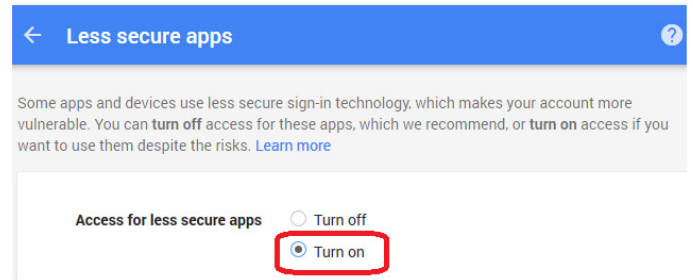 Less secure apps
Some apps and devices use less secure sign-in technology, which makes your account more
vulnerable. You can turn off access for these apps, which we recommend, or turn on access if you
want to use them despite the risks. Learn more
Access for less secure apps Turn off
Turn on